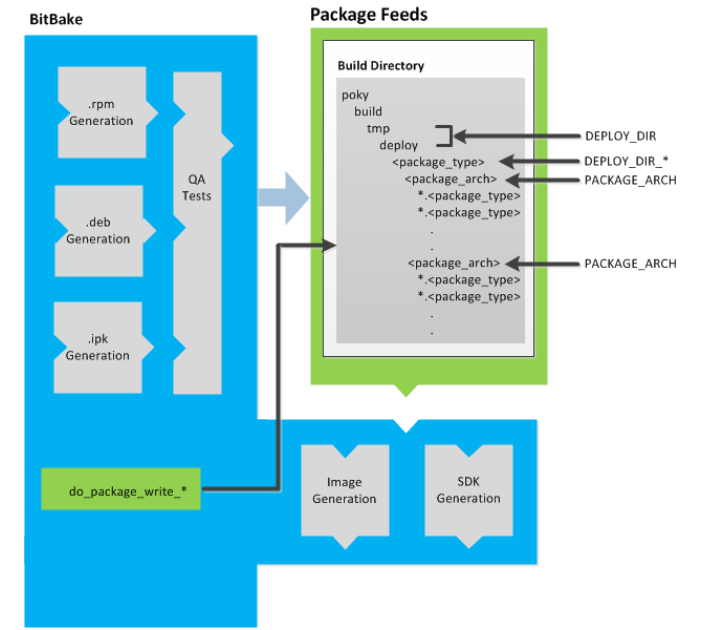 BitBake
Package Feeds
.rpm
Generation
.deb
Generation
.ipk
Generation
QA
Tests
do_package_write_*
Build Directory
poky
build
tmp
deploy
<package_type>
<package_arch>
*.<package_type>
*.<package_type>
.
.
<package_arch>
*.<package_type>
*.<package_type>
.
.
DEPLOY_DIR
DEPLOY_DIR_*
PACKAGE_ARCH
PACKAGE_ARCH
Image
Generation
SDK
Generation